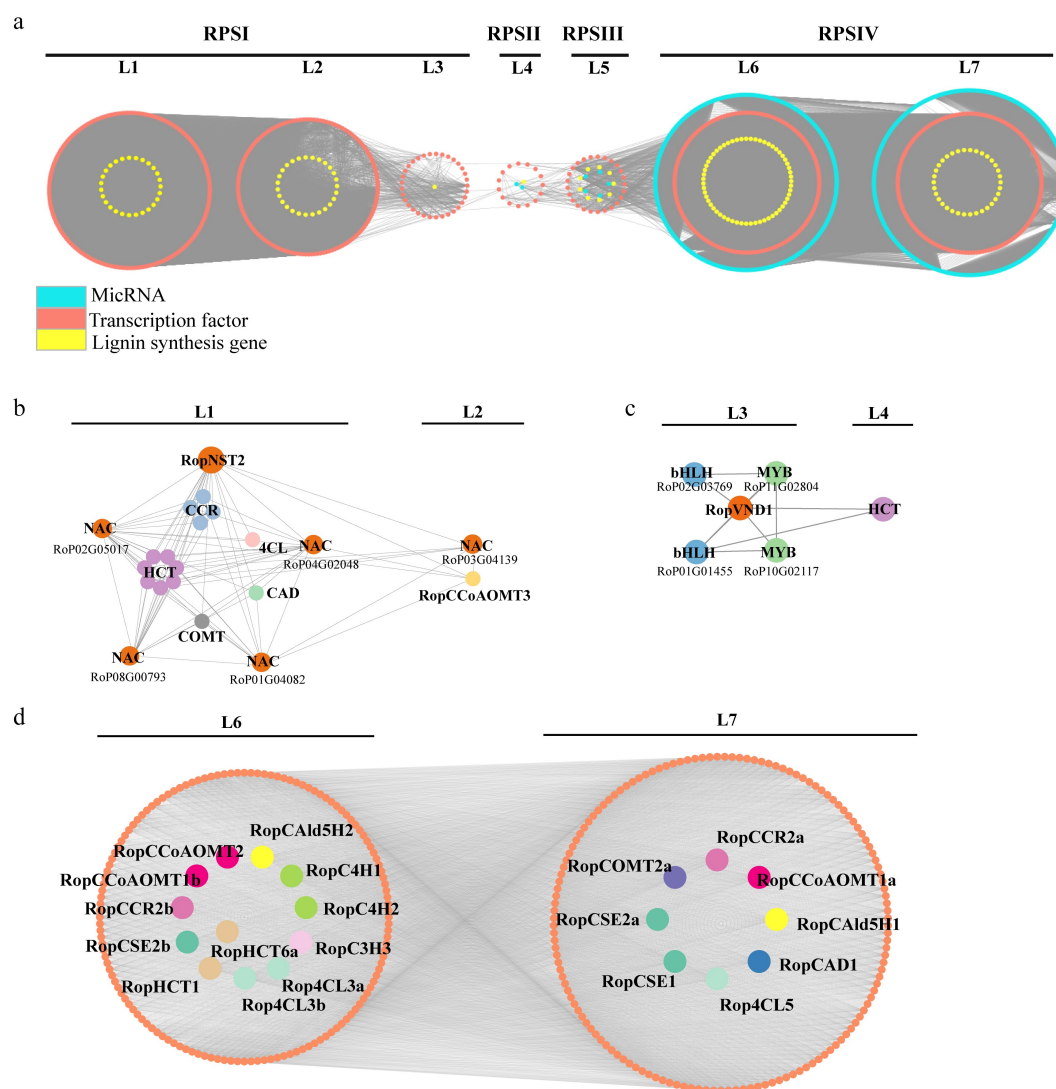 a
RPSI RPSII RPSIII RPSIV
L1 L2 L3 L4 L5 L6 L7
MicRNA
Transcription factor
Lignin synthesis gene
b
L1 L2
RopNST2
CCR
NAC
RoP02G05017
4CL
NAC
RoP04G02048
NAC
RoP03G04139
HCT
CAD
RopCCoAOMT3
COMT
NAC
RoP08G00793
NAC
RoP01G04082
c
L3 L4
bHLH
RoP02G03769
MYB
RoP11G02804
RopVND1
HCT
bHLH
RoP01G01455
MYB
RoP10G02117
d
L6 L7
RopCAld5H2
RopCCoAOMT2
RopC4H1
RopCCoAOMT1b
RopCCR2b
RopC4H2
RopCSE2b
RopHCT6a
RopC3H3
RopHCT1
Rop4CL3a
Rop4CL3b
RopCCR2a
RopCOMT2a
RopCCoAOMT1a
RopCSE2a
RopCAld5H1
RopCSE1
RopCAD1
Rop4CL5